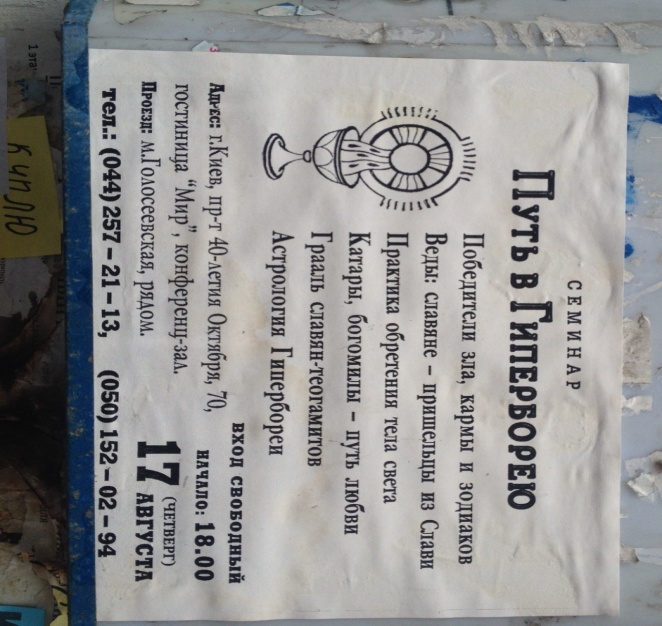 СЕМИНАР
ПУТЬ В ГИПЕРБОРЕЮ
Победители зла, кармы и зодиаков
Веды: славяне – пришельцы из Слави
Практика обретения тела света
Катары, богомилы – путь любви
Грааль славян-теогамитов
Астрология Гипербореи
ВХОД СВОБОДНЫЙ
НАЧАЛО: 18.00
17 (ЧЕТВЕРГ) АВГУСТА
АДРЕС: г.Киев, пр-т 40-летия Октября, 70,
гостиница "Мир", конференц-зал.
ПРОЕЗД: м.Голосеевская, рядом.
тел.: (044) 257 – 21 – 13, (050) 152 – 02 – 94
КУПЛЮ